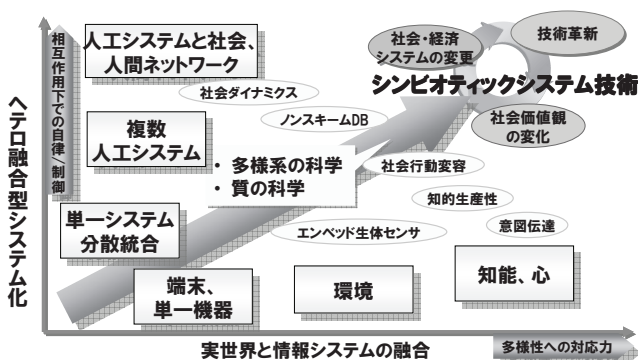 人工システムと社会、
人間ネットワーク
社会・経済
システムの変更
技術革新
シンビオティックシステム技術
社会価値観
の変化
相互作用下での自律/制御
ヘテロ融合型システム化
社会ダイナミクス
ノンスキームDB
複数
人工システム
・ 多様系の科学
・ 質の科学
社会行動変容
知的生産性
意図伝達
単一システム
分散統合
エンベッド生体センサ
端末、
単一機器
環境
知能、心
実世界と情報システムの融合
多様性への対応力